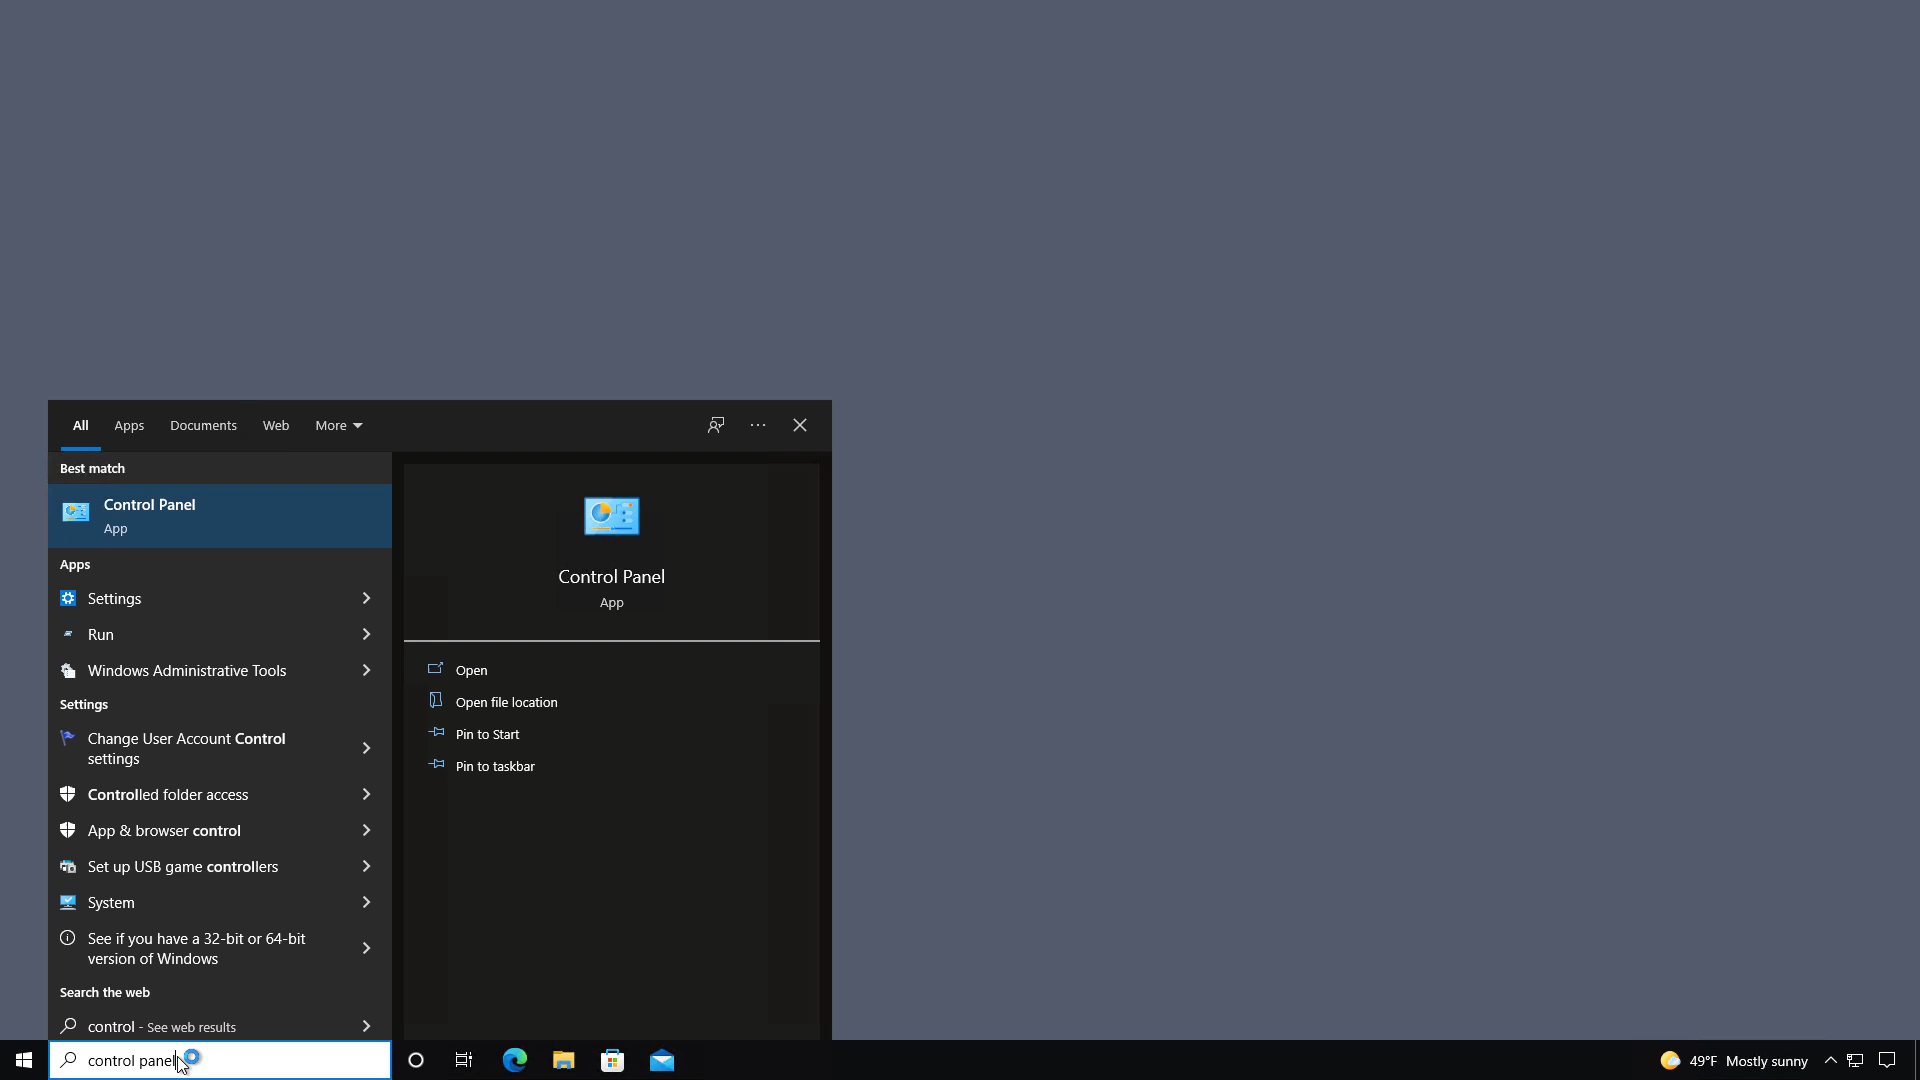 All Apps Documents Web More
Best match
Control Panel
App
Apps
Settings
Run
Windows Administrative Tools
Settings
Change User Account Control
settings
Controlled folder access
App & browser control
Set up USB game controllers
System
See if you have a 32-bit or 64-bit
version of Windows
Search the web
control - See web results
Control Panel
App
Open
Open file location
Pin to Start
Pin to taskbar
control panel
49°F Mostly sunny